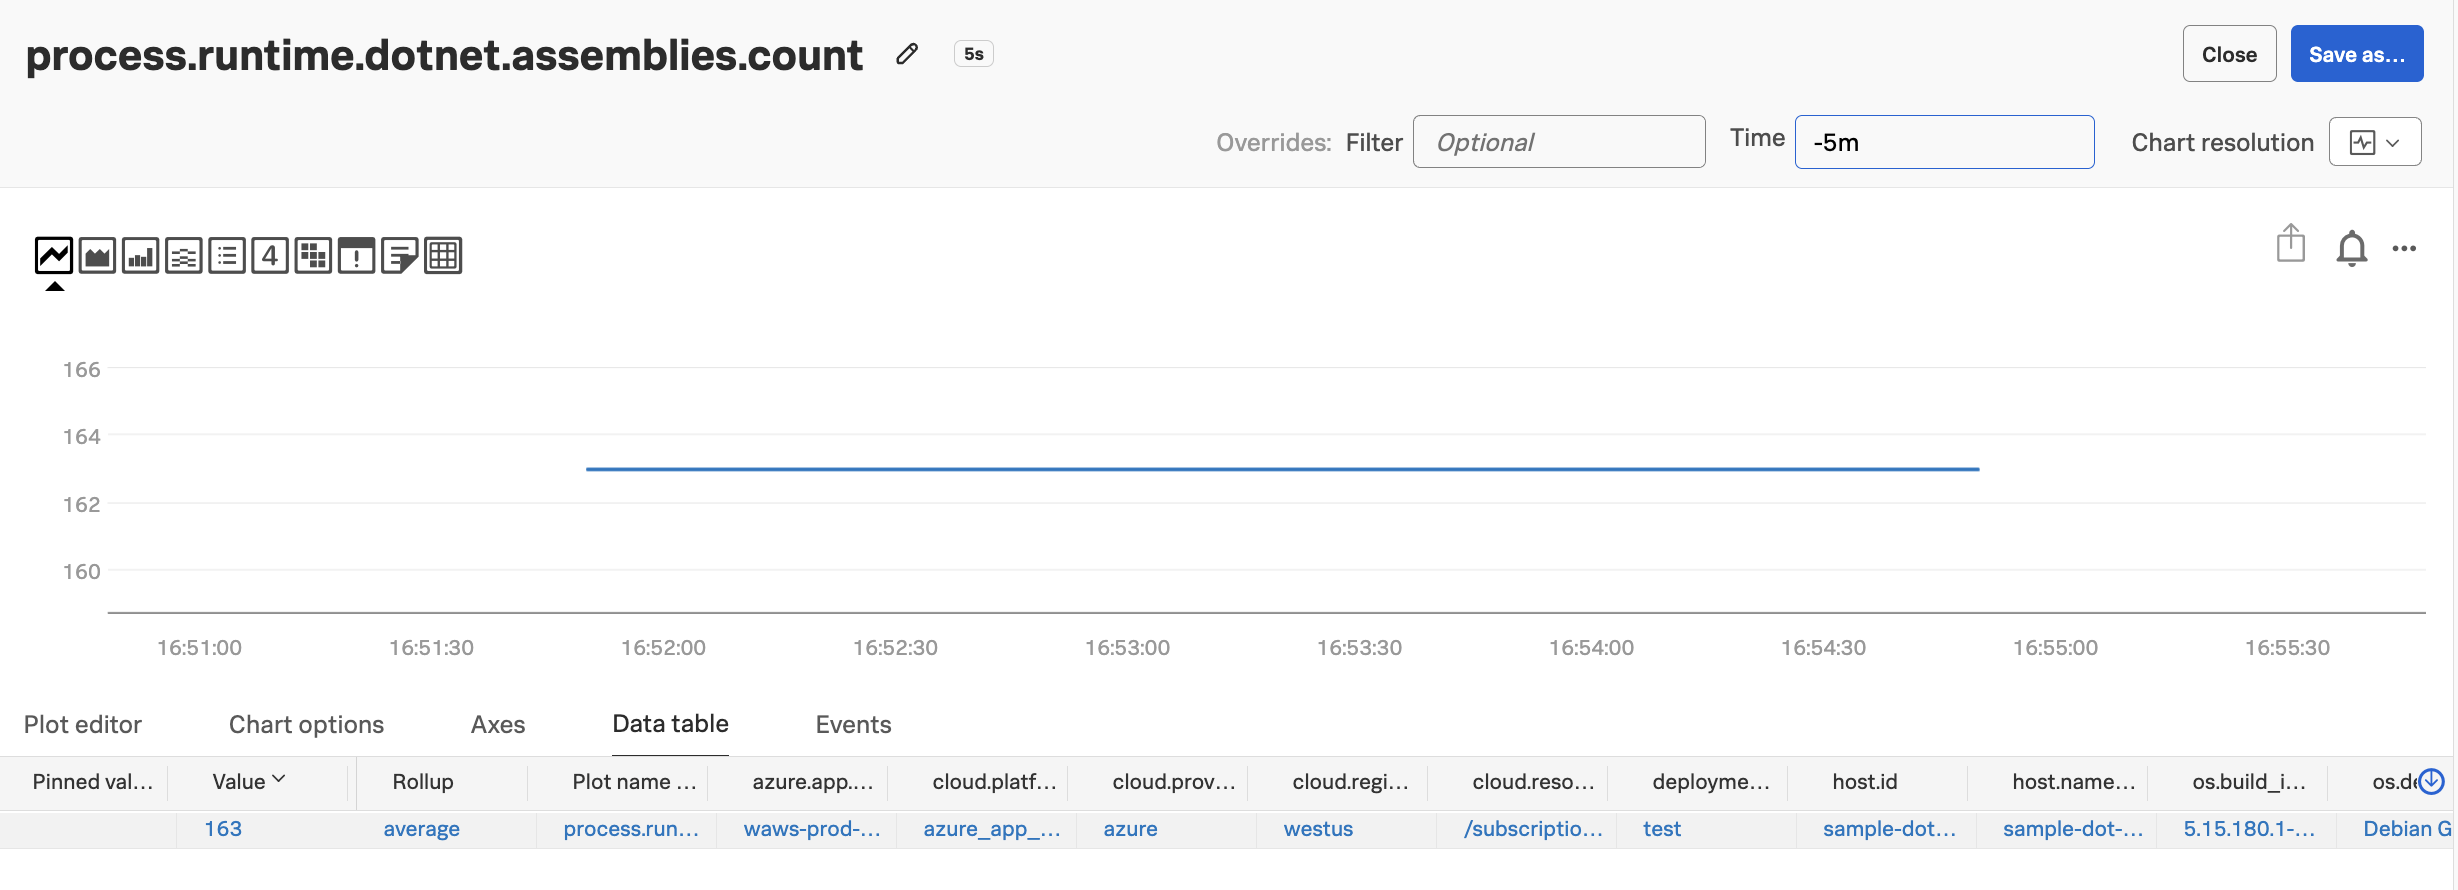 process.runtime.dotnet.assemblies.count 5s Close Save as...
Overrides: Filter Optional Time -5m Chart resolution
4
166
164
162
160
16:51:00 16:51:30 16:52:00 16:52:30 16:53:00 16:53:30 16:54:00 16:54:30 16:55:00 16:55:30
Plot editor Chart options Axes Data table Events
Pinned val... Value Rollup Plot name ... azure.app.... cloud.platf... cloud.prov... cloud.regi... cloud.reso... deployme... host.id host.name... os.build_i... os.de
163 average process.run... waws-prod-... azure_app_... azure westus /subscriptio... test sample-dot... sample-dot-... 5.15.180.1-... Debian G